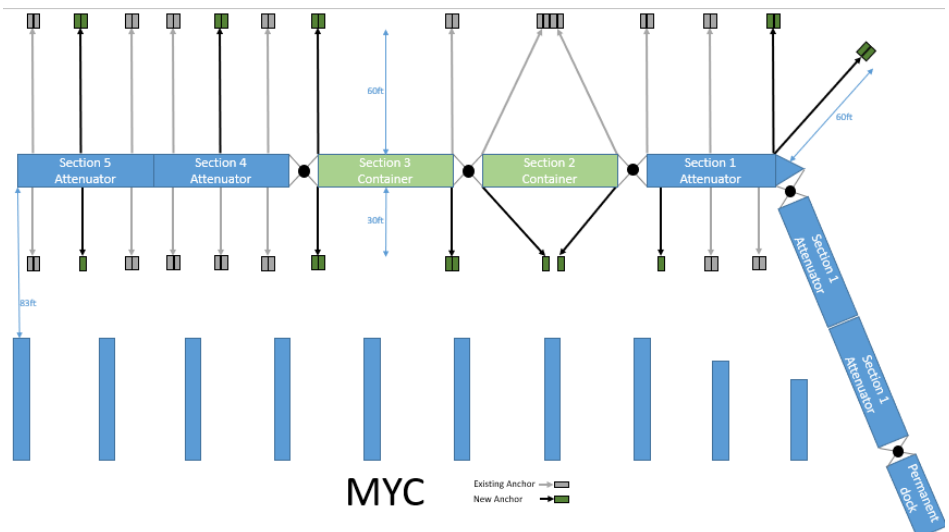 60ft
60ft
Section 5
Attenuator
Section 4
Attenuator
Section 3
Container
Section 2
Container
Section 1
Attenuator
30ft
83ft
Section 1
Attenuator
Section 1
Attenuator
Permanent
dock
MYC
Existing Anchor
New Anchor